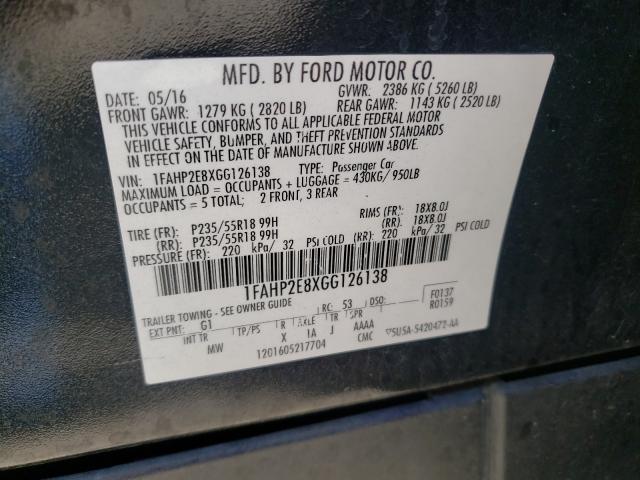 MFD. BY FORD MOTOR CO.
DATE: 05/16 GVWR: 2386 KG (5260 LB)
FRONT GAWR: 1279 KG (2820 LB) REAR GAWR: 1143 KG (2520 LB)
THIS VEHICLE CONFORMS TO ALL APPLICABLE FEDERAL MOTOR
VEHICLE SAFETY, BUMPER, AND THEFT PREVENTION STANDARDS
IN EFFECT ON THE DATE OF MANUFACTURE SHOWN ABOVE.
VIN: 1FAHP2E8XGG126138 TYPE: Passenger Car
MAXIMUM LOAD = OCCUPANTS + LUGGAGE = 430KG/950LB
OCCUPANTS = 5 TOTAL; 2 FRONT, 3 REAR
TIRE (FR): P235/55R18 99H RIMS (FR): 18X8.0J
(RR): P235/55R18 99H (RR): 18X8.0J
PRESSURE (FR): 220 kPa/ 32 PSI COLD (RR): 220 kPa/ 32 PSI COLD
1FAHP2E8XGG126138
TRAILER TOWING - SEE OWNER GUIDE RC: 53 DSO: F0137
EXT PNT: G1 R0159
INT TR TP/PS R AXLE TR SPR
MW X 1A J AAAA
1201605217704 CMC 5U5A-5420472-AA